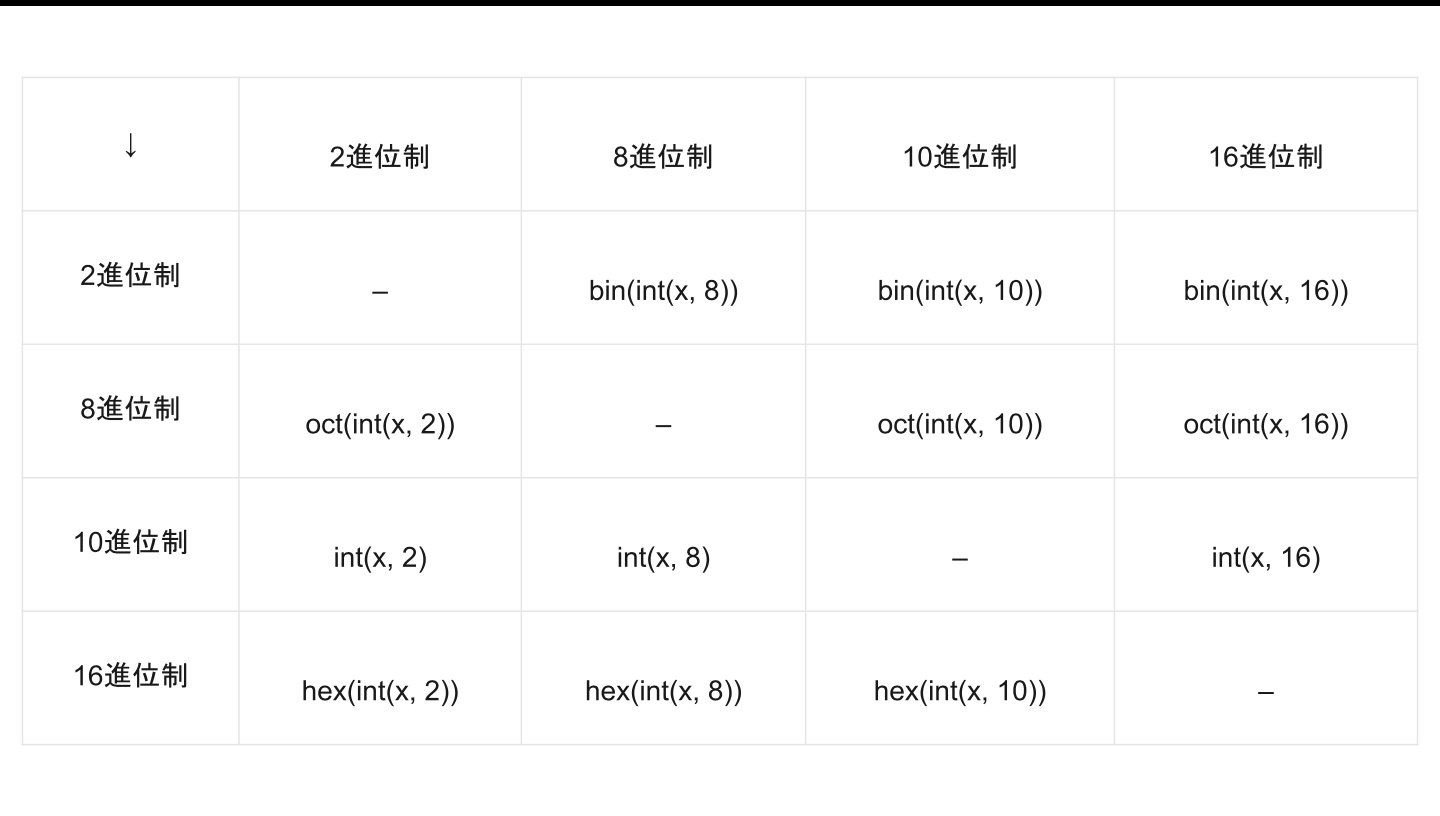 ↓ 2進位制 8進位制 10進位制 16進位制
2進位制 – bin(int(x, 8)) bin(int(x, 10)) bin(int(x, 16))
8進位制 oct(int(x, 2)) – oct(int(x, 10)) oct(int(x, 16))
10進位制 int(x, 2) int(x, 8) – int(x, 16)
16進位制 hex(int(x, 2)) hex(int(x, 8)) hex(int(x, 10)) –